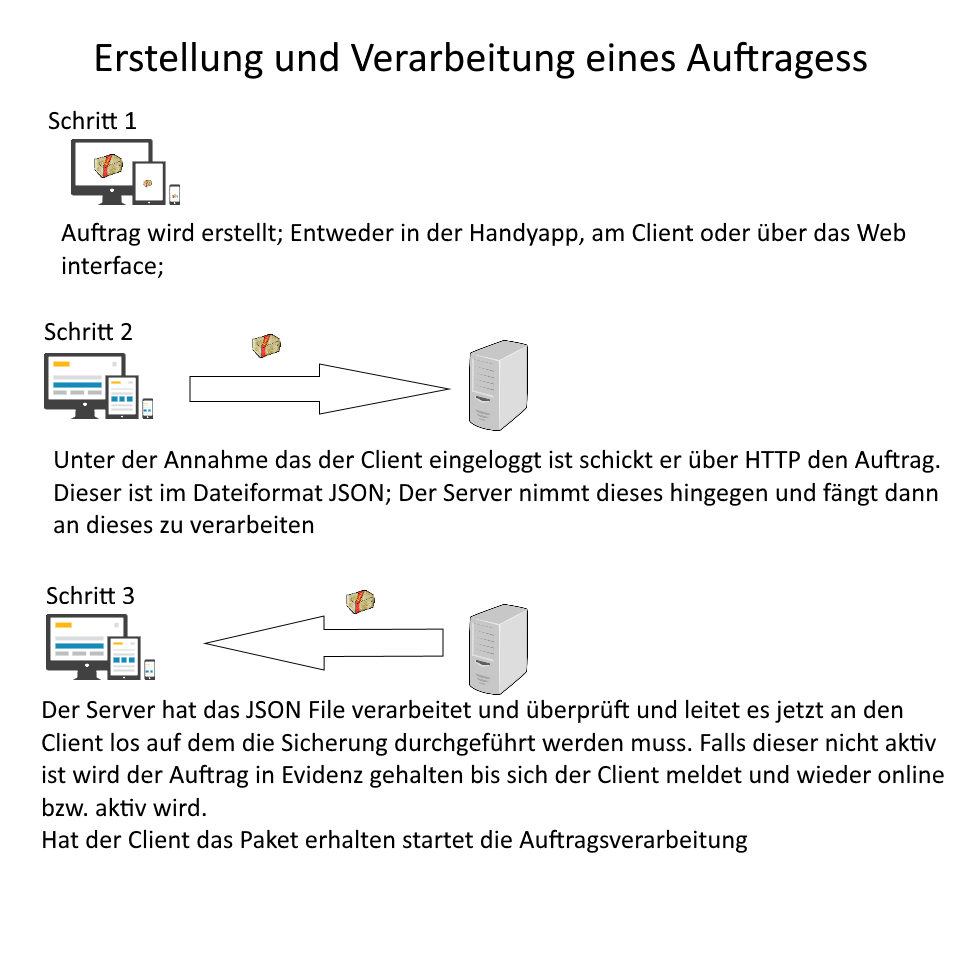 Erstellung und Verarbeitung eines Auftragess
Schritt 1
Auftrag wird erstellt; Entweder in der Handyapp, am Client oder über das Web
interface;
Schritt 2
Unter der Annahme das der Client eingeloggt ist schickt er über HTTP den Auftrag.
Dieser ist im Dateiformat JSON; Der Server nimmt dieses hingegen und fängt dann
an dieses zu verarbeiten
Schritt 3
Der Server hat das JSON File verarbeitet und überprüft und leitet es jetzt an den
Client los auf dem die Sicherung durchgeführt werden muss. Falls dieser nicht aktiv
ist wird der Auftrag in Evidenz gehalten bis sich der Client meldet und wieder online
bzw. aktiv wird.
Hat der Client das Paket erhalten startet die Auftragsverarbeitung